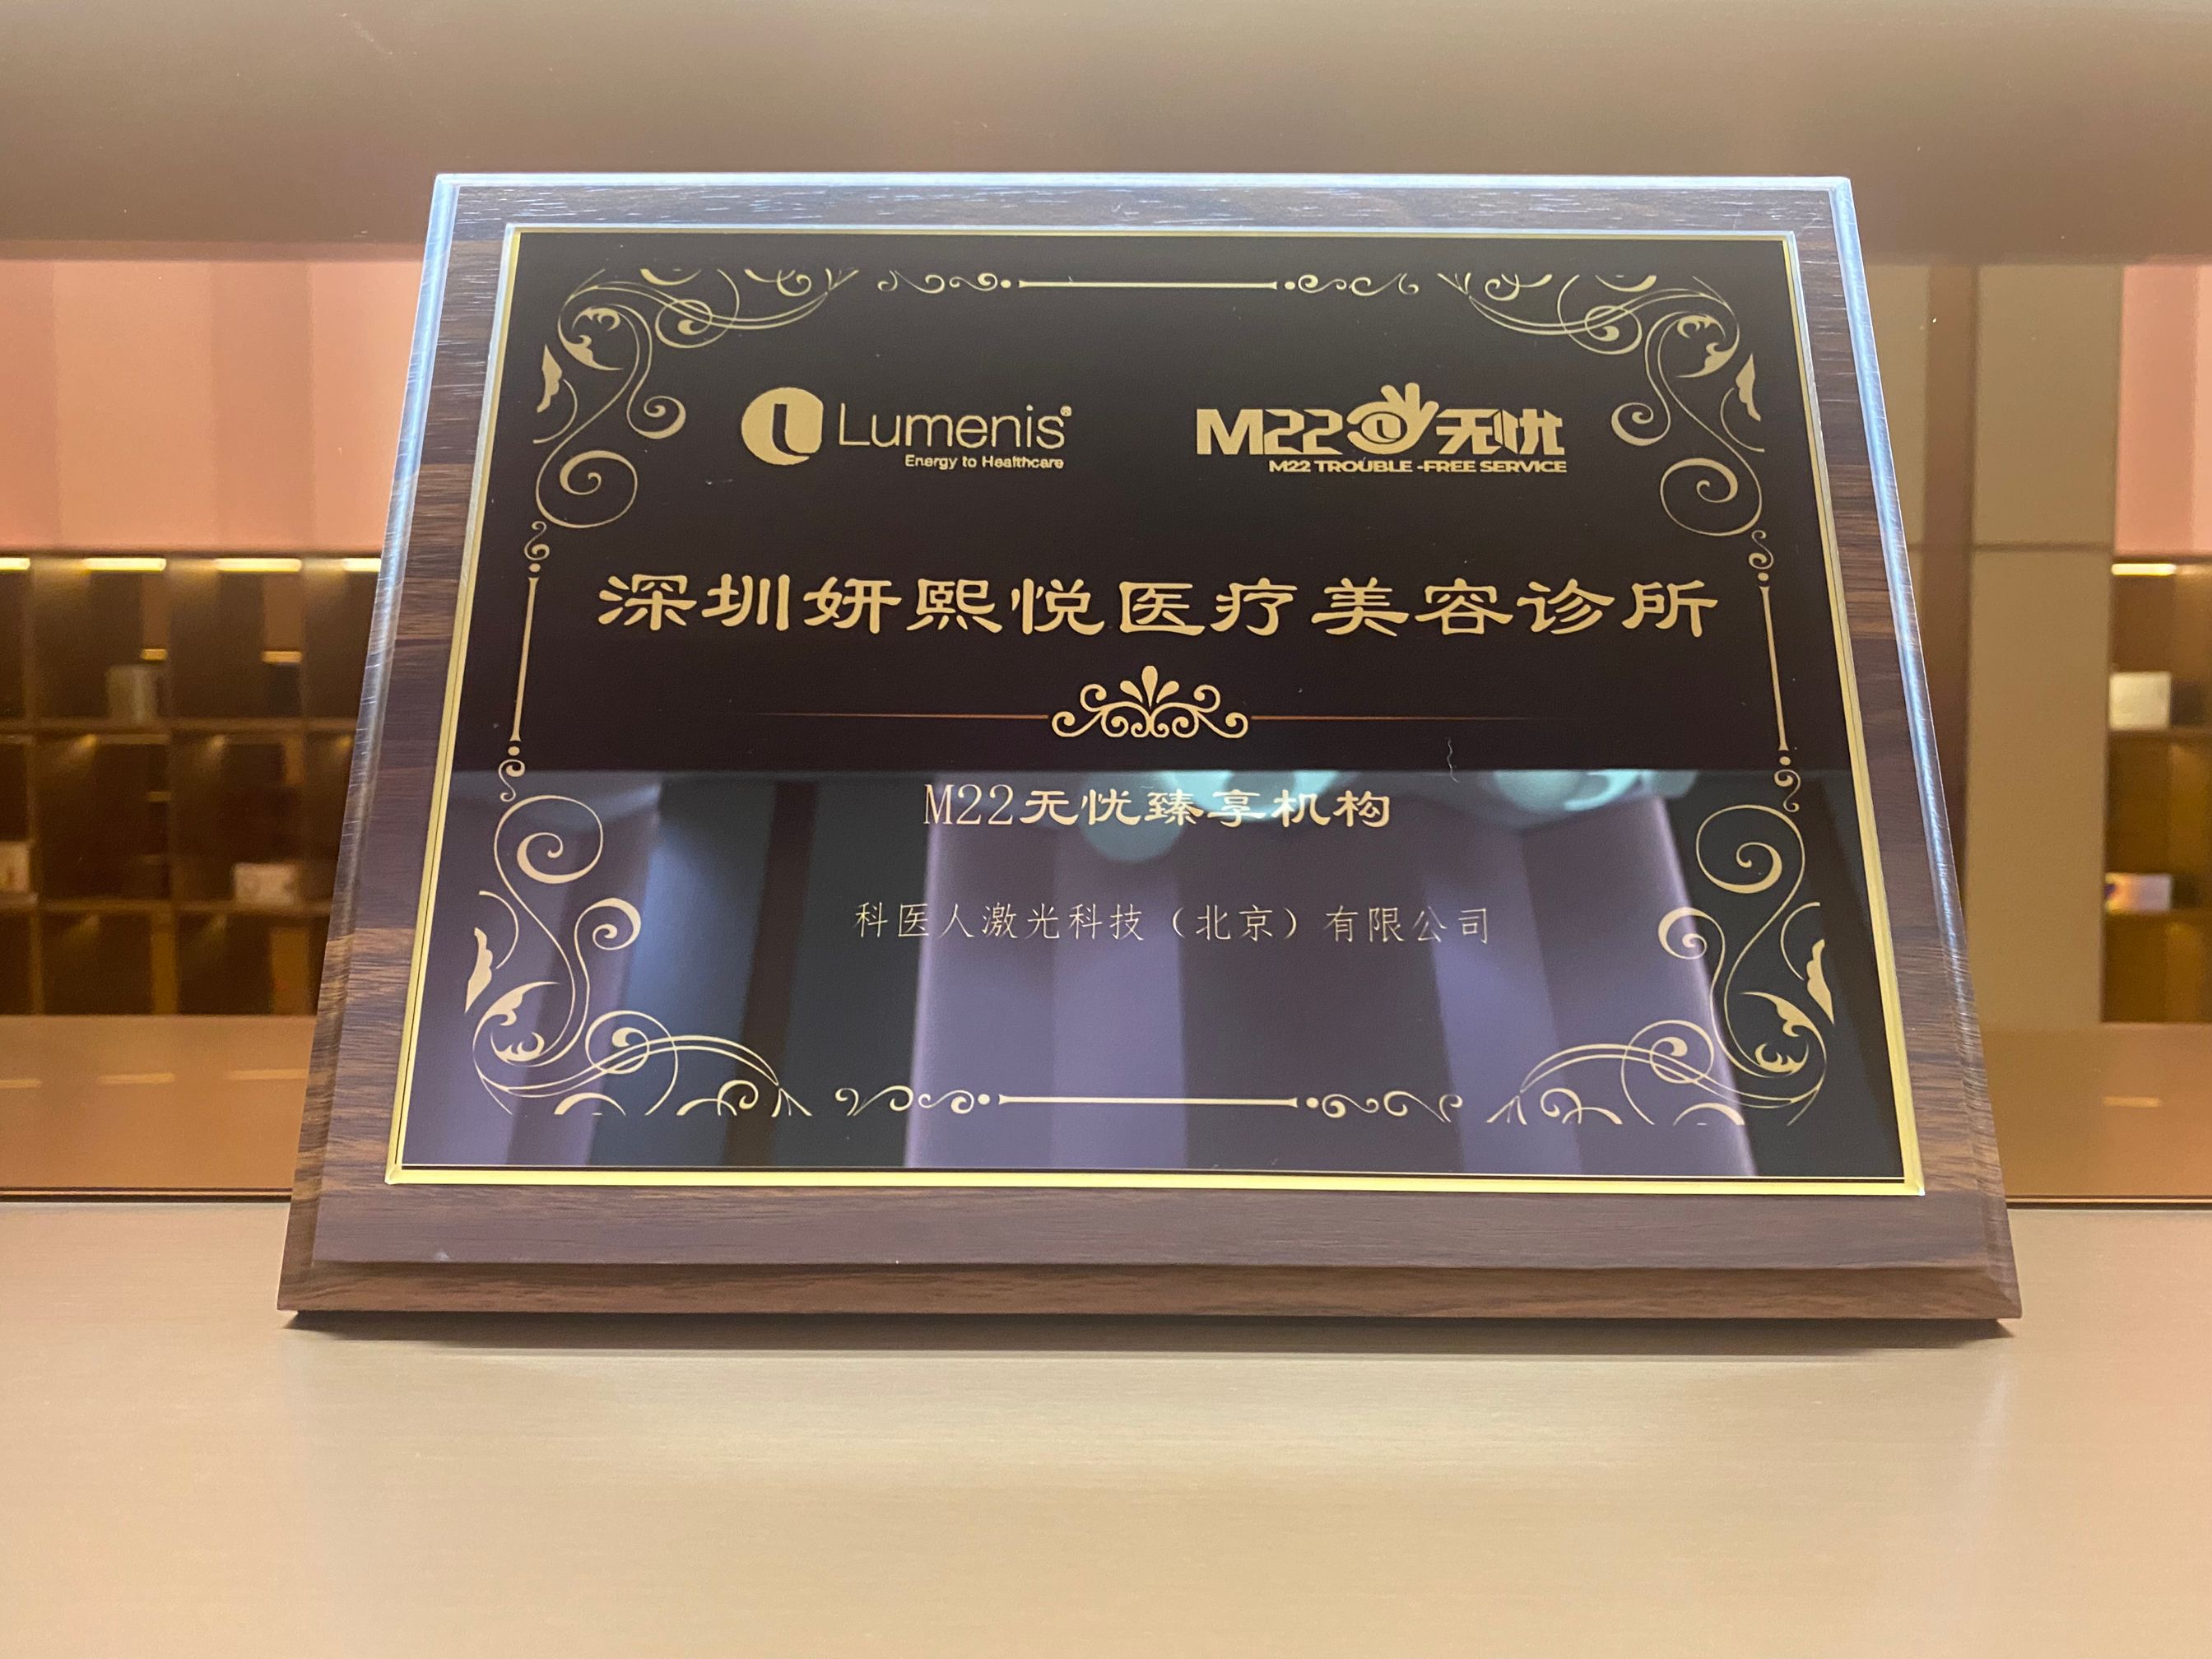 Lumenis®
Energy to Healthcare
M22无忧
M22 TROUBLE -FREE SERVICE
深圳妍熙悦医疗美容诊所
M22无忧臻享机构
科医人激光科技（北京）有限公司